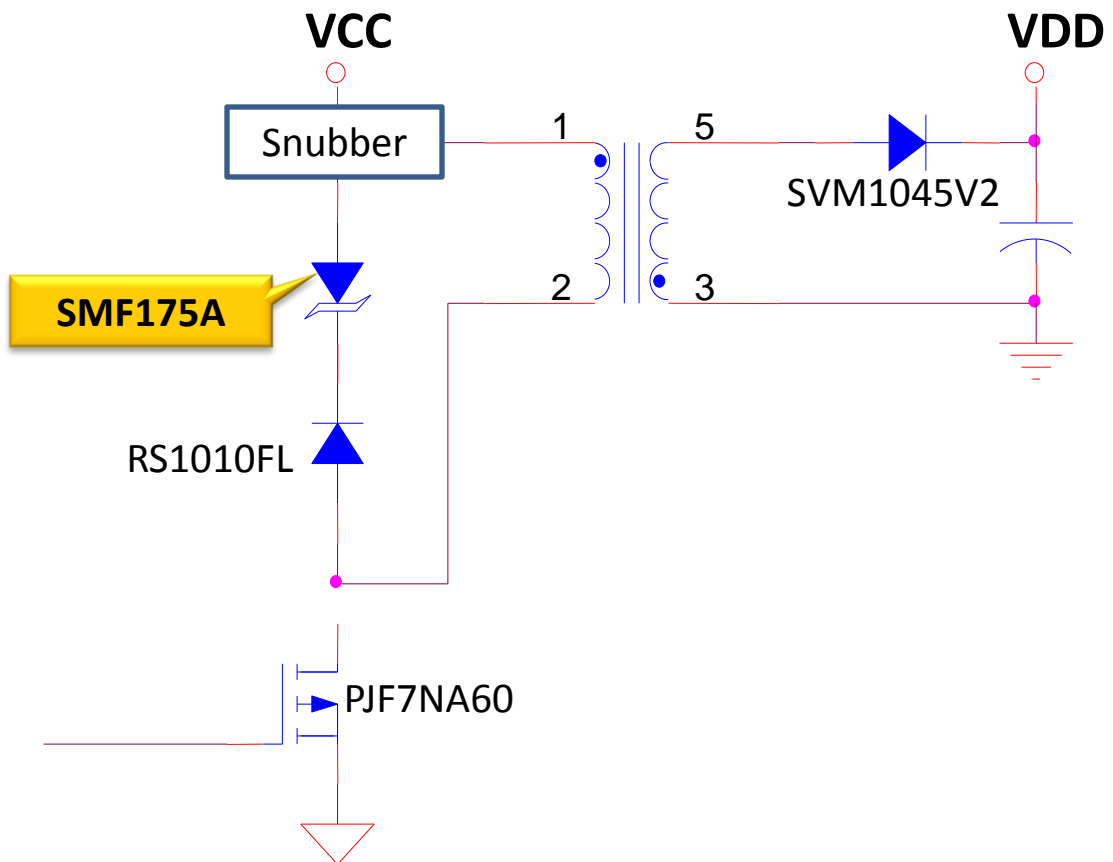 VCC
VDD
Snubber
1
5
SVM1045V2
2
3
SMF175A
RS1010FL
PJF7NA60